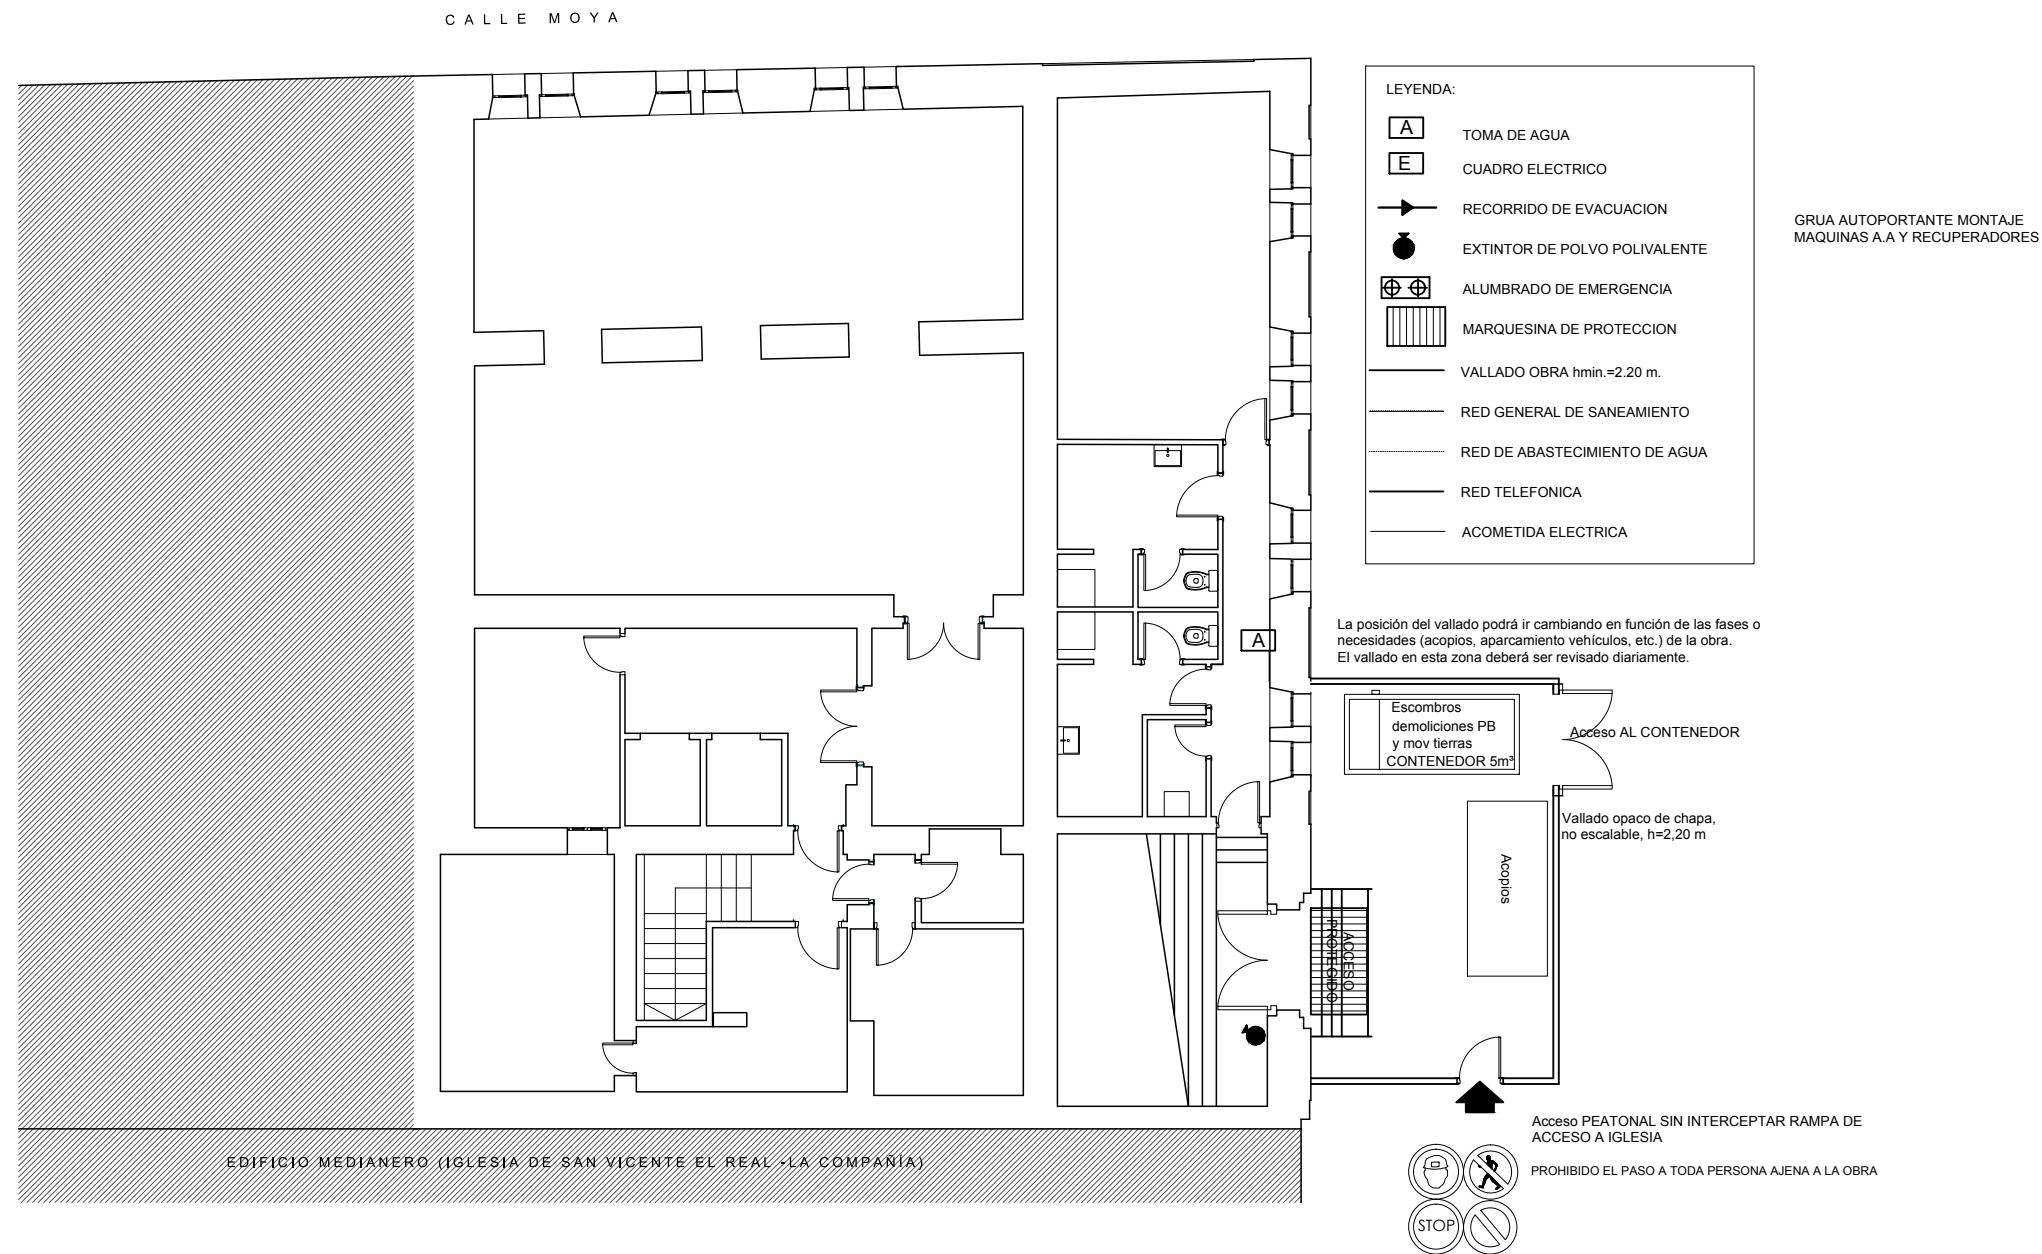 CALLE MOYA
LEYENDA:
A
TOMA DE AGUA
E
CUADRO ELECTRICO
RECORRIDO DE EVACUACION
EXTINTOR DE POLVO POLIVALENTE
ALUMBRADO DE EMERGENCIA
MARQUESINA DE PROTECCION
VALLADO OBRA hmin.=2.20 m.
RED GENERAL DE SANEAMIENTO
RED DE ABASTECIMIENTO DE AGUA
RED TELEFONICA
ACOMETIDA ELECTRICA
GRUA AUTOPORTANTE MONTAJE
MAQUINAS A.A Y RECUPERADORES
La posición del vallado podrá ir cambiando en función de las fases o
necesidades (acopios, aparcamiento vehículos, etc.) de la obra.
El vallado en esta zona deberá ser revisado diariamente.
A
Escombros
demoliciones PB
y mov tierras
CONTENEDOR 5m³
Acceso AL CONTENEDOR
Vallado opaco de chapa,
no escalable, h=2,20 m
Acopios
ACCESO
PROTEGIDO
Acceso PEATONAL SIN INTERCEPTAR RAMPA DE
ACCESO A IGLESIA
PROHIBIDO EL PASO A TODA PERSONA AJENA A LA OBRA
STOP
EDIFICIO MEDIANERO (IGLESIA DE SAN VICENTE EL REAL -LA COMPAÑÍA)